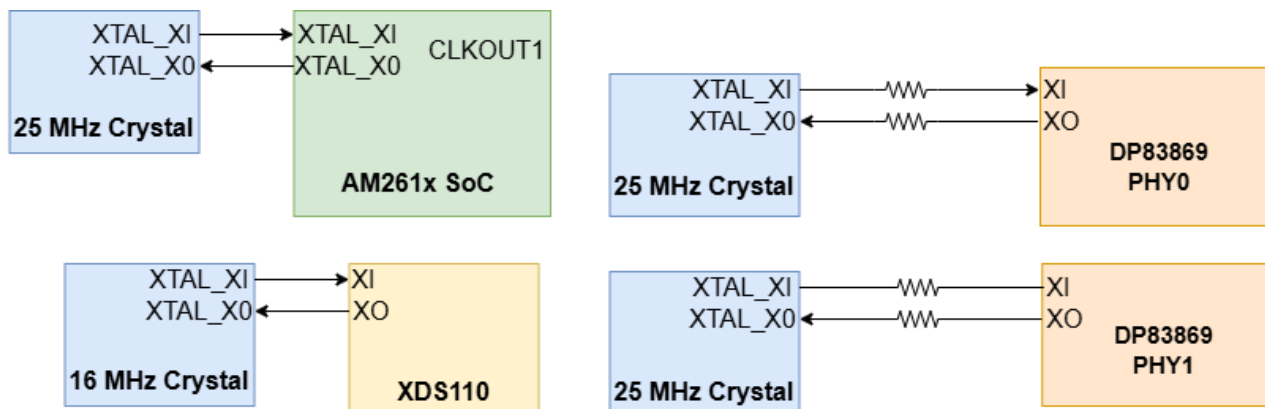 XTAL_XI
XTAL_X0
25 MHz Crystal
XTAL_XI
XTAL_X0
CLKOUT1
AM261x SoC
XTAL_XI
XTAL_X0
25 MHz Crystal
XI
XO
DP83869
PHY0
XTAL_XI
XTAL_X0
16 MHz Crystal
XI
XO
XDS110
XTAL_XI
XTAL_X0
25 MHz Crystal
XI
XO
DP83869
PHY1